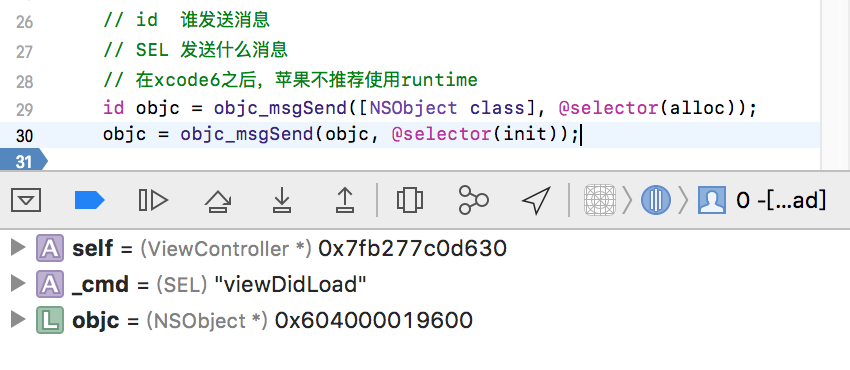 26 // id 谁发送消息
27 // SEL 发送什么消息
28 // 在xcode6之后，苹果不推荐使用runtime
29 id objc = objc_msgSend([NSObject class], @selector(alloc));
30 objc = objc_msgSend(objc, @selector(init));
31
0 -[...ad]
A self = (ViewController *) 0x7fb277c0d630
A _cmd = (SEL) "viewDidLoad"
L objc = (NSObject *) 0x604000019600